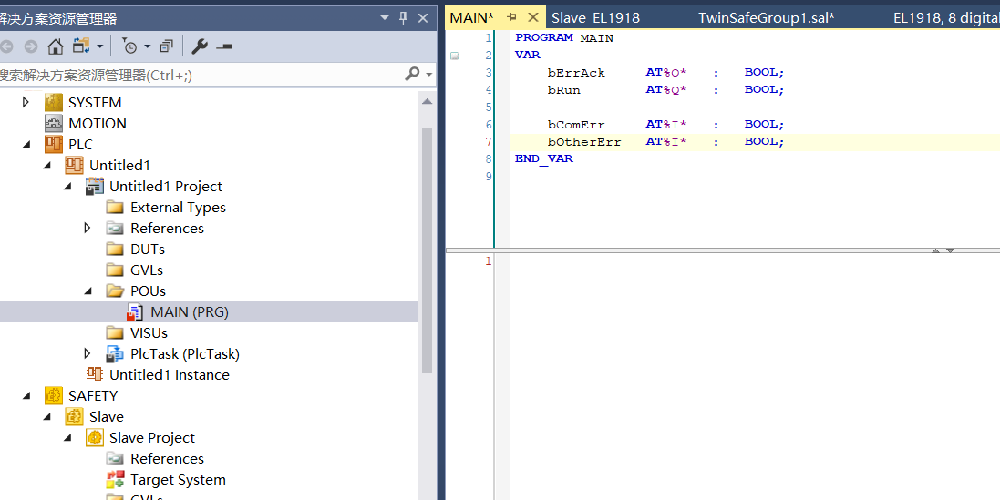 解决方案资源管理器
搜索解决方案资源管理器(Ctrl+;)
SYSTEM
MOTION
PLC
Untitled1
Untitled1 Project
External Types
References
DUTs
GVLs
POUs
MAIN (PRG)
VISUs
PlcTask (PlcTask)
Untitled1 Instance
SAFETY
Slave
Slave Project
References
Target System
GVLs
MAIN*
Slave_EL1918
TwinSafeGroup1.sal*
EL1918, 8 digital
1 PROGRAM MAIN
2 VAR
3 bErrAck AT%Q* : BOOL;
4 bRun AT%Q* : BOOL;
5
6 bComErr AT%I* : BOOL;
7 bOtherErr AT%I* : BOOL;
8 END_VAR
9
1